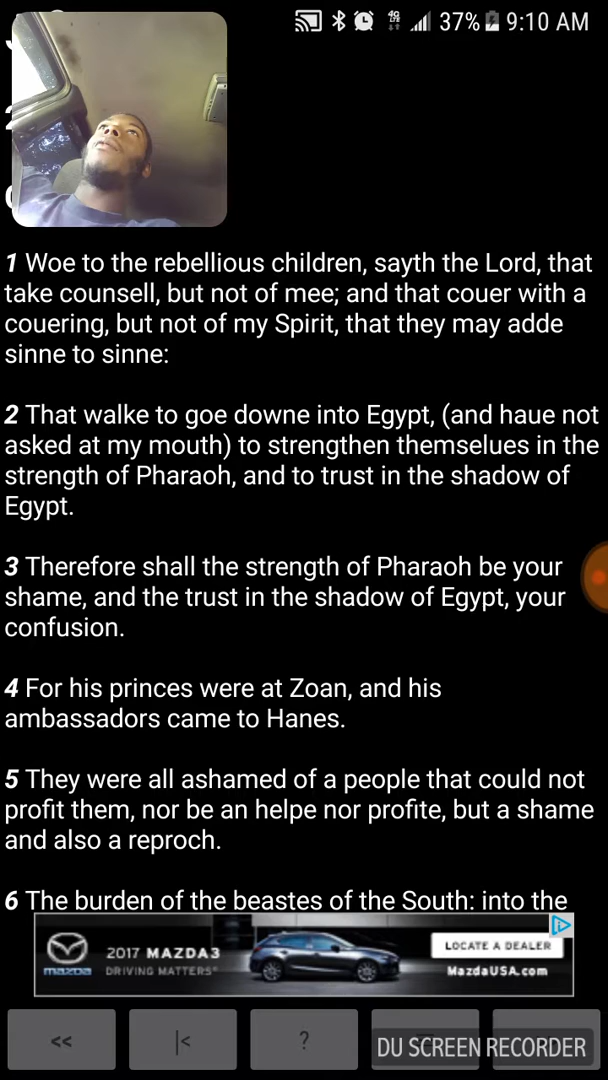 4G
LTE
37% 9:10 AM
1 Woe to the rebellious children, sayth the Lord, that
take counsell, but not of mee; and that couer with a
couering, but not of my Spirit, that they may adde
sinne to sinne:
2 That walke to goe downe into Egypt, (and haue not
asked at my mouth) to strengthen themselues in the
strength of Pharaoh, and to trust in the shadow of
Egypt.
3 Therefore shall the strength of Pharaoh be your
shame, and the trust in the shadow of Egypt, your
confusion.
4 For his princes were at Zoan, and his
ambassadors came to Hanes.
5 They were all ashamed of a people that could not
profit them, nor be an helpe nor profite, but a shame
and also a reproch.
6 The burden of the beastes of the South: into the
mazda
2017 MAZDA3
DRIVING MATTERS®
LOCATE A DEALER
MazdaUSA.com
<< |< ?
DU SCREEN RECORDER